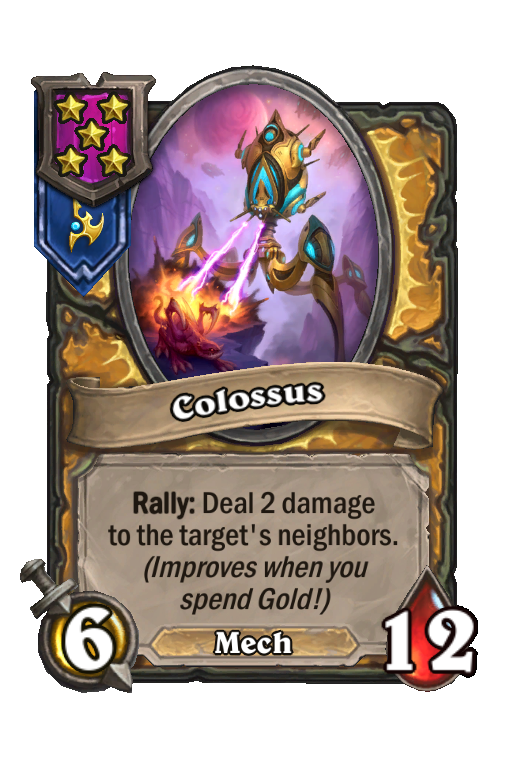 Colossus
Rally: Deal 2 damage
to the target's neighbors.
(Improves when you
spend Gold!)
6
Mech
12